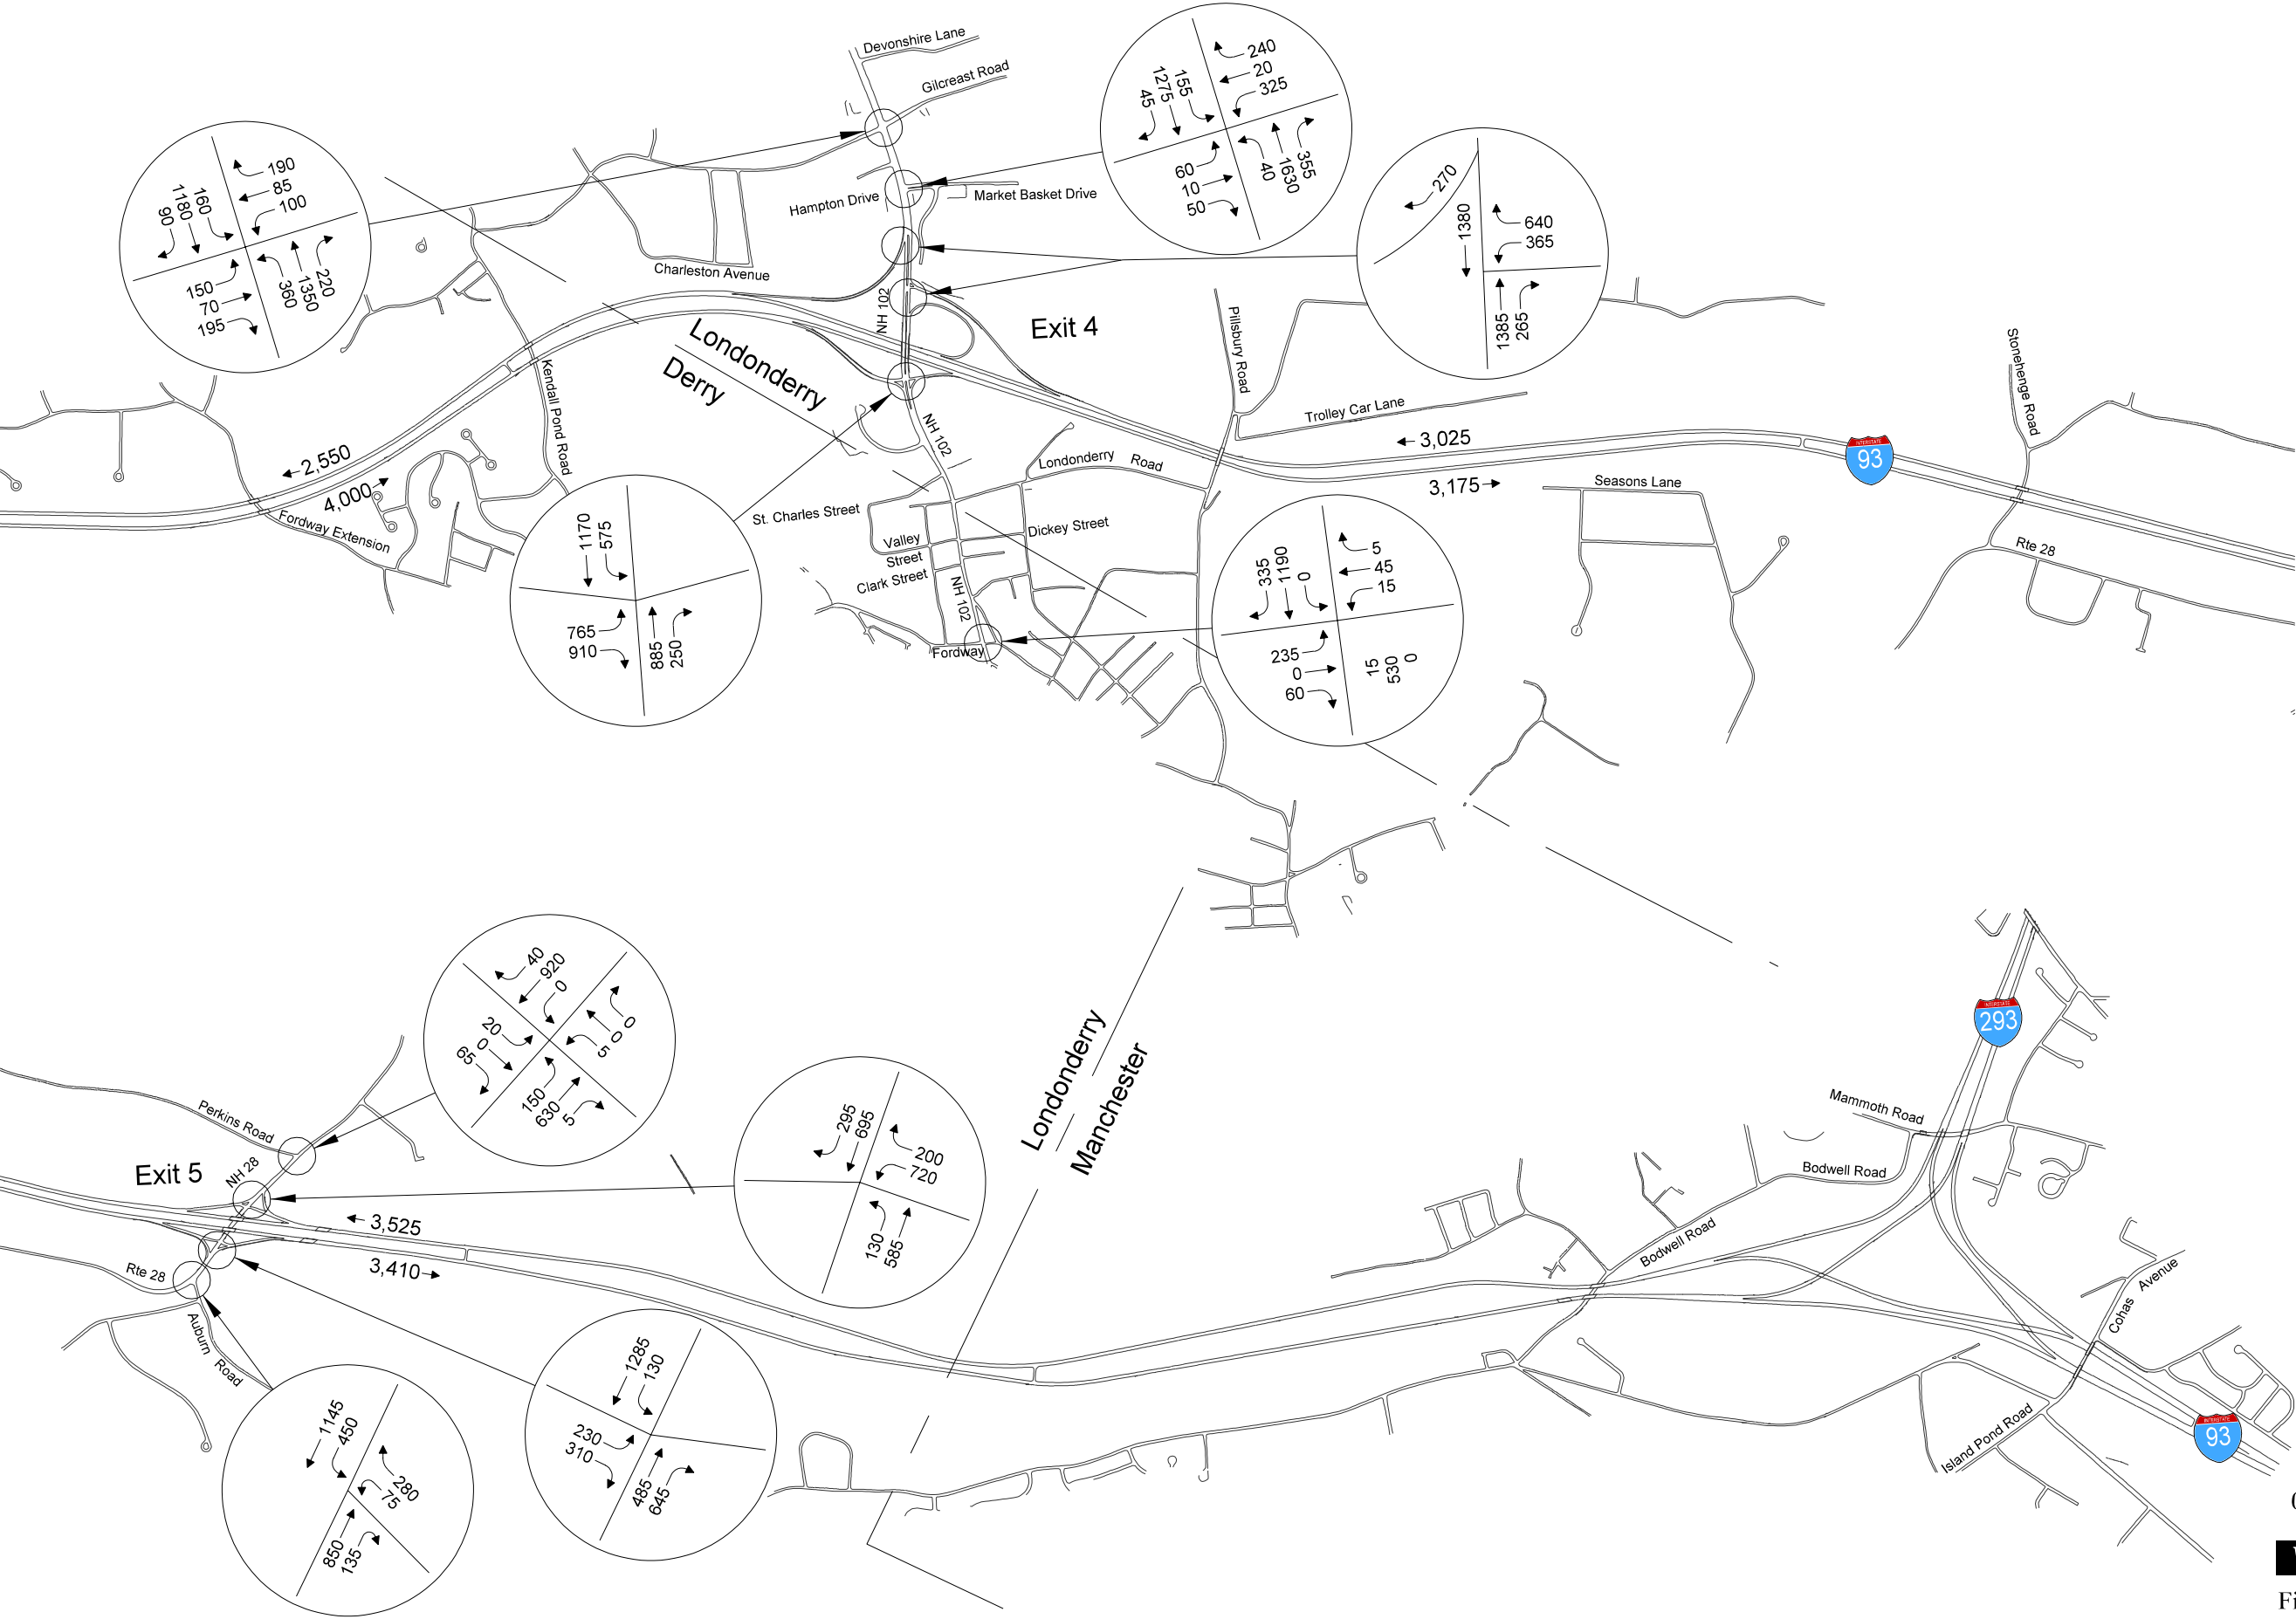 Devonshire Lane
Gilcreast Road
Hampton Drive
Market Basket Drive
Charleston Avenue
NH 102
Exit 4
190
85
100
160
1180
90
150
70
195
360
1350
220
240
20
325
155
1275
45
60
10
50
40
1630
355
270
1380
640
365
1385
265
Londonderry
Derry
Kendall Pond Road
Pillsbury Road
Trolley Car Lane
Stonehenge Road
INTERSTATE
93
2,550
4,000
3,025
3,175
Fordway Extension
NH 102
Londonderry Road
Seasons Lane
Rte 28
St. Charles Street
Dickey Street
Valley
Street
Clark Street
NH 102
Fordway
1170
575
765
910
885
250
335
1190
0
5
45
15
235
0
60
15
530
0
40
920
0
20
0
65
0
0
5
150
630
5
Perkins Road
Exit 5
NH 28
295
695
200
720
130
585
3,525
3,410
Rte 28
Auburn
Road
1285
130
230
310
485
645
1145
450
280
75
850
135
Londonderry
Manchester
INTERSTATE
293
Mammoth Road
Bodwell Road
Bodwell Road
Cohas Avenue
Island Pond Road
INTERSTATE
93